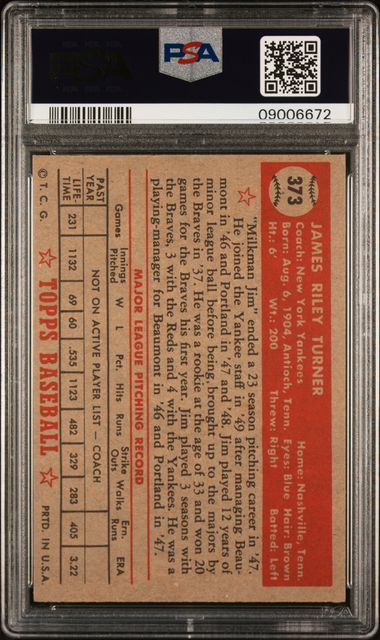 PSA
PSA
09006672
373
JAMES RILEY TURNER
Coach: New York Yankees Home: Nashville, Tenn.
Born: Aug. 6, 1904, Antioch, Tenn. Eyes: Blue Hair: Brown
Ht.: 6' Wt.: 200 Threw: Right Batted: Left
"Milkman Jim" ended a 23 season pitching career in '47.
He joined the Yankee staff in '49 after managing Beau-
mont in '46 and Portland in '47 and '48. Jim played 12 years of
minor league ball before being brought up to the majors by
the Braves in '37. He was a rookie at the age of 33 and won 20
games for the Braves his first year. Jim played 3 seasons with
the Braves, 3 with the Reds and 4 with the Yankees. He was a
playing-manager for Beaumont in '46 and Portland in '47.
MAJOR LEAGUE PITCHING RECORD
Games Innings Pitched W L Pct. Hits Runs Strike Outs Walks Ern. Runs ERA
PAST YEAR NOT ON ACTIVE PLAYER LIST — COACH
LIFE-TIME 231 1132 69 60 .535 1123 482 329 283 405 3.22
© T. C. G. TOPPS BASEBALL PRTD. IN U.S.A.